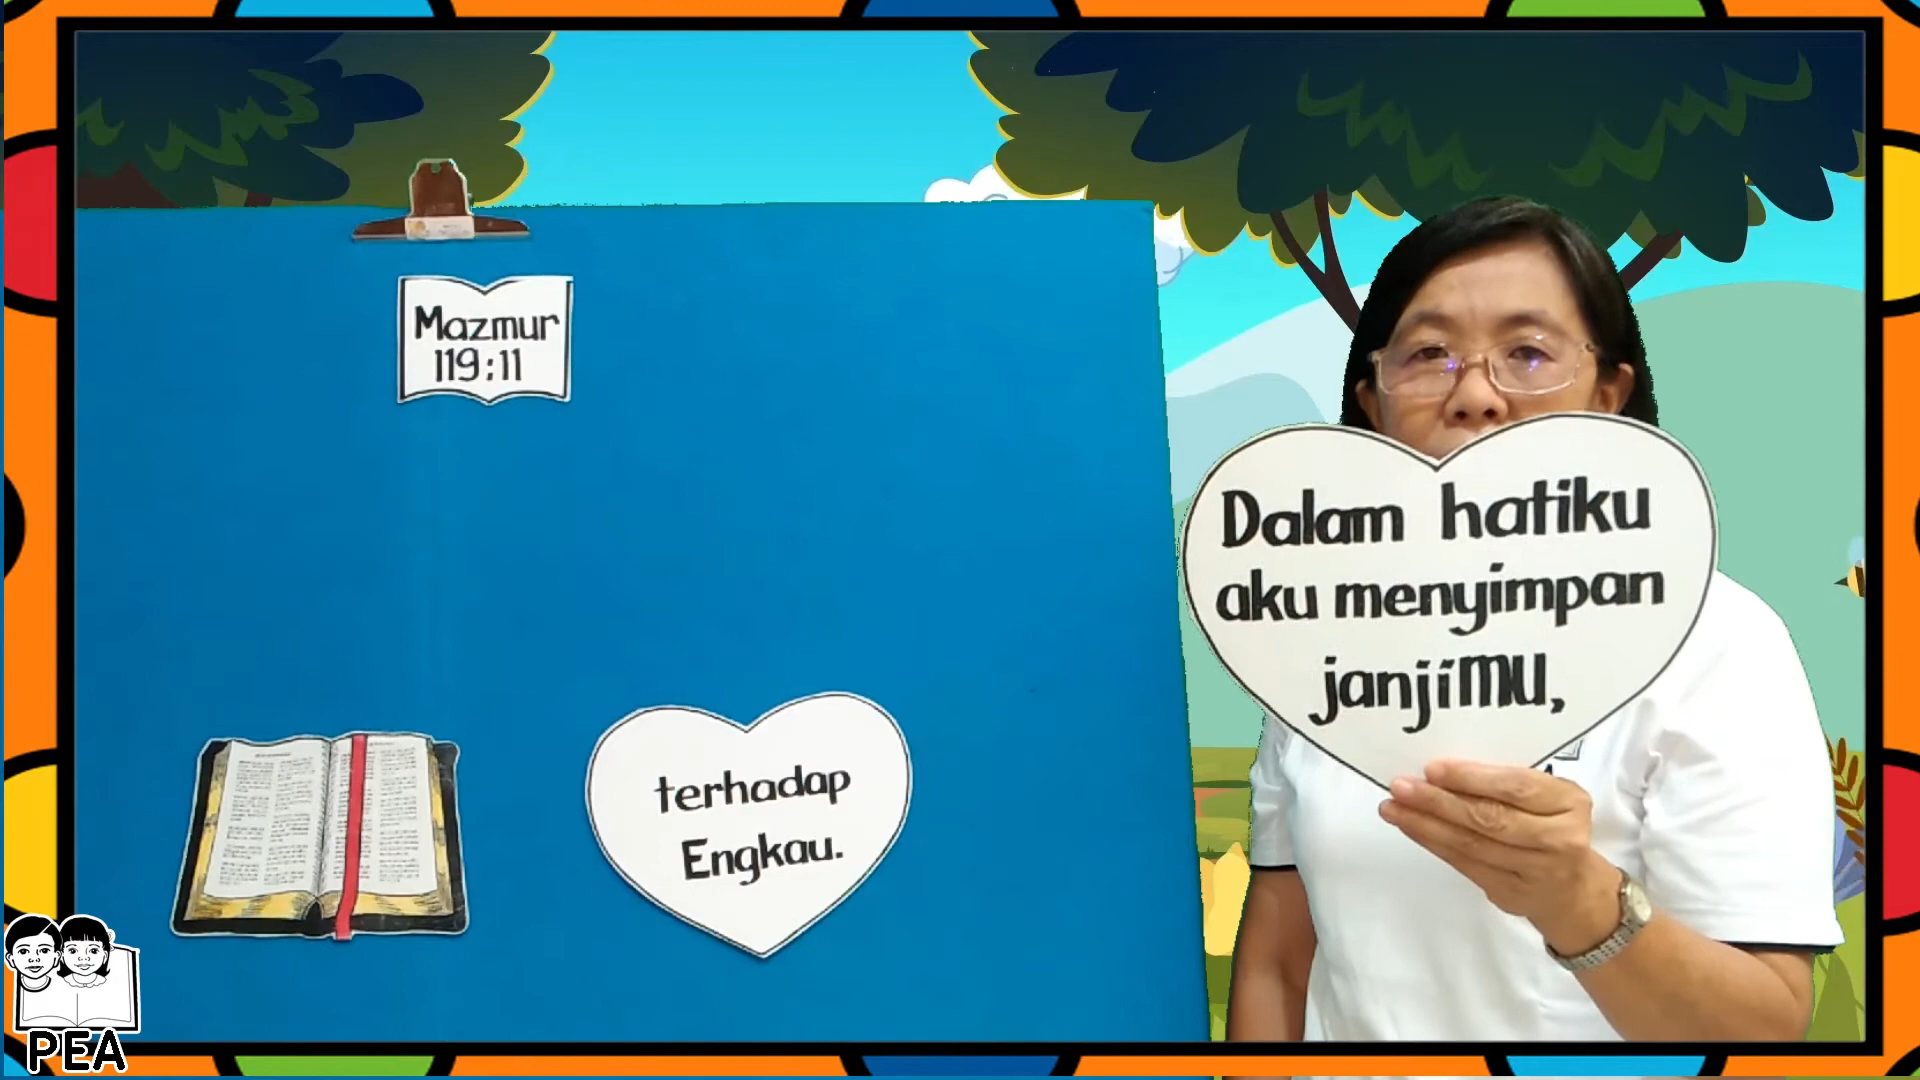 Mazmur
119:11
Dalam hatiku
aku menyimpan
janjiMU,
terhadap
Engkau.
PEA